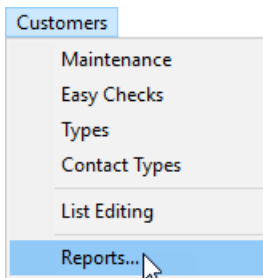 Customers
Maintenance
Easy Checks
Types
Contact Types
List Editing
Reports...